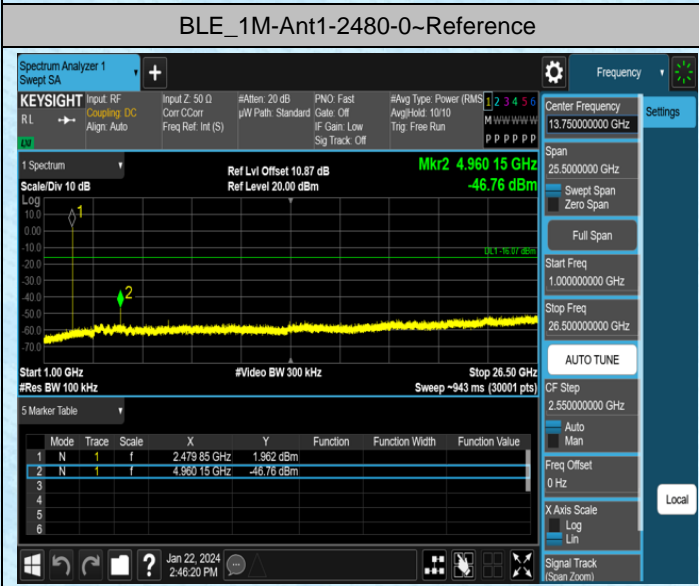 BLE_1M-Ant1-2480-0~Reference
Spectrum Analyzer 1
Swept SA
+
Frequency
KEYSIGHT
RL
LXI
Input: RF
Coupling: DC
Align: Auto
Input Z: 50 Ω
Corr CCorr
Freq Ref: Int (S)
#Atten: 20 dB
µW Path: Standard
PNO: Fast
Gate: Off
IF Gain: Low
Sig Track: Off
#Avg Type: Power (RMS
Avg|Hold: 10/10
Trig: Free Run
1 2 3 4 5 6
M W W W W W
P P P P P P
1 Spectrum
Scale/Div 10 dB
Ref Lvl Offset 10.87 dB
Ref Level 20.00 dBm
Mkr2 4.960 15 GHz
-46.76 dBm
Log
10.0
0.00
-10.0
-20.0
-30.0
-40.0
-50.0
-60.0
-70.0
1
2
DL1 -16.07 dBm
Start 1.00 GHz
#Res BW 100 kHz
#Video BW 300 kHz
Stop 26.50 GHz
Sweep ~943 ms (30001 pts)
5 Marker Table
Mode Trace Scale X Y Function Function Width Function Value
1 N 1 f 2.479 85 GHz 1.962 dBm
2 N 1 f 4.960 15 GHz -46.76 dBm
3
4
5
6
?
Jan 22, 2024
2:46:20 PM
Center Frequency
13.750000000 GHz
Settings
Span
25.5000000 GHz
Swept Span
Zero Span
Full Span
Start Freq
1.000000000 GHz
Stop Freq
26.500000000 GHz
AUTO TUNE
CF Step
2.550000000 GHz
Auto
Man
Freq Offset
0 Hz
X Axis Scale
Log
Lin
Local
Signal Track
(Span Zoom)